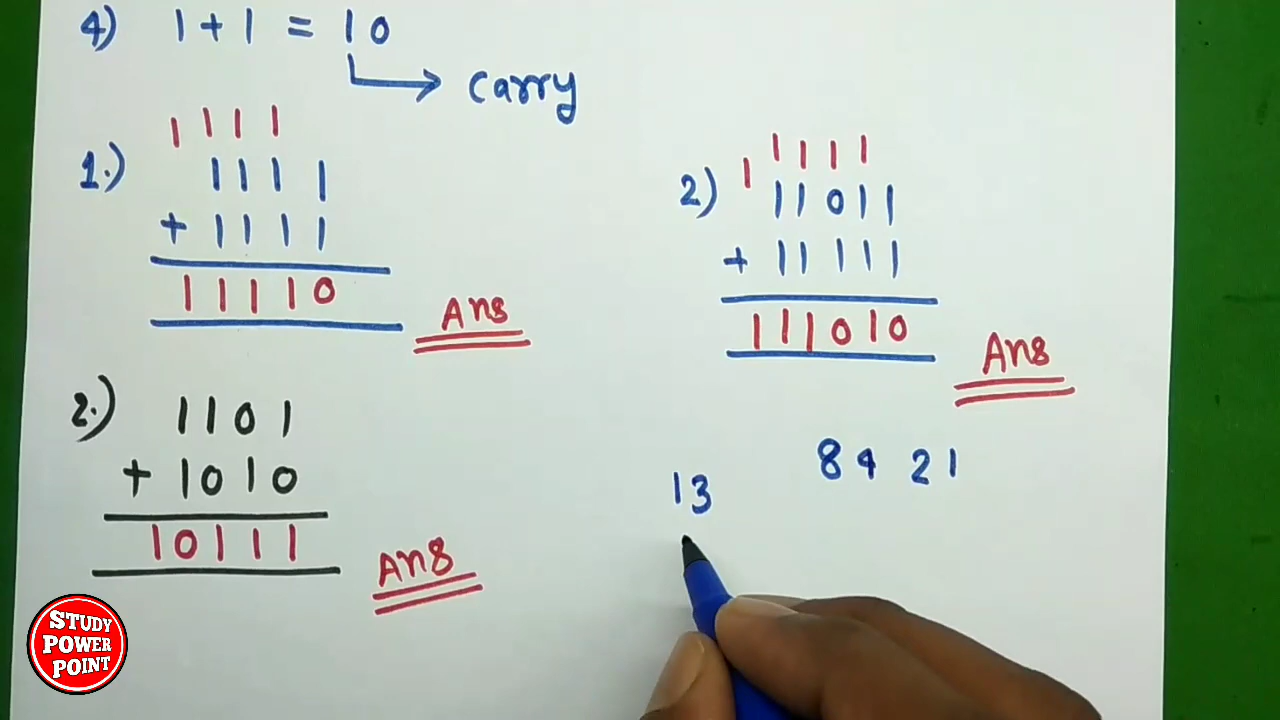 4) 1 + 1 = 10
Carry
1 1 1 1
1.) 1 1 1 1
+ 1 1 1 1
1 1 1 1 0
Ans
1 1 1 1 1
2) 1 1 0 1 1
+ 1 1 1 1 1
1 1 1 0 1 0
Ans
2.) 1 1 0 1
+ 1 0 1 0
1 0 1 1 1
Ans
8 4 2 1
13
STUDY
POWER
POINT